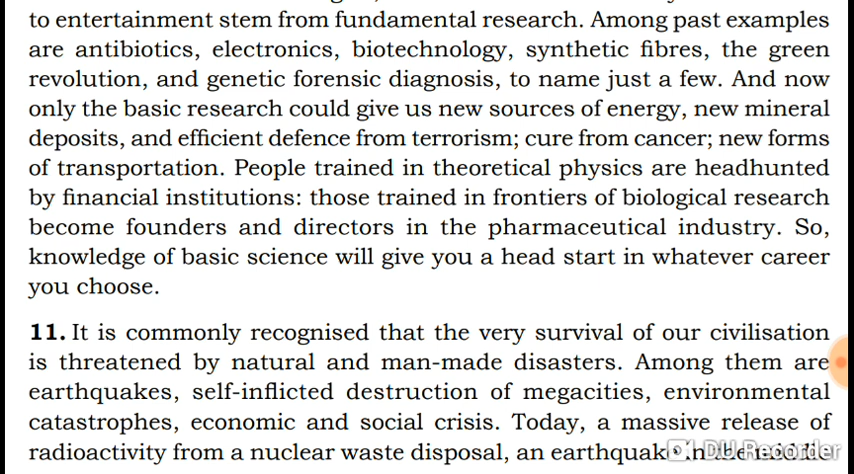 to entertainment stem from fundamental research. Among past examples
are antibiotics, electronics, biotechnology, synthetic fibres, the green
revolution, and genetic forensic diagnosis, to name just a few. And now
only the basic research could give us new sources of energy, new mineral
deposits, and efficient defence from terrorism; cure from cancer; new forms
of transportation. People trained in theoretical physics are headhunted
by financial institutions: those trained in frontiers of biological research
become founders and directors in the pharmaceutical industry. So,
knowledge of basic science will give you a head start in whatever career
you choose.
11. It is commonly recognised that the very survival of our civilisation
is threatened by natural and man-made disasters. Among them are
earthquakes, self-inflicted destruction of megacities, environmental
catastrophes, economic and social crisis. Today, a massive release of
radioactivity from a nuclear waste disposal, an earthquake in the middle
DU Recorder